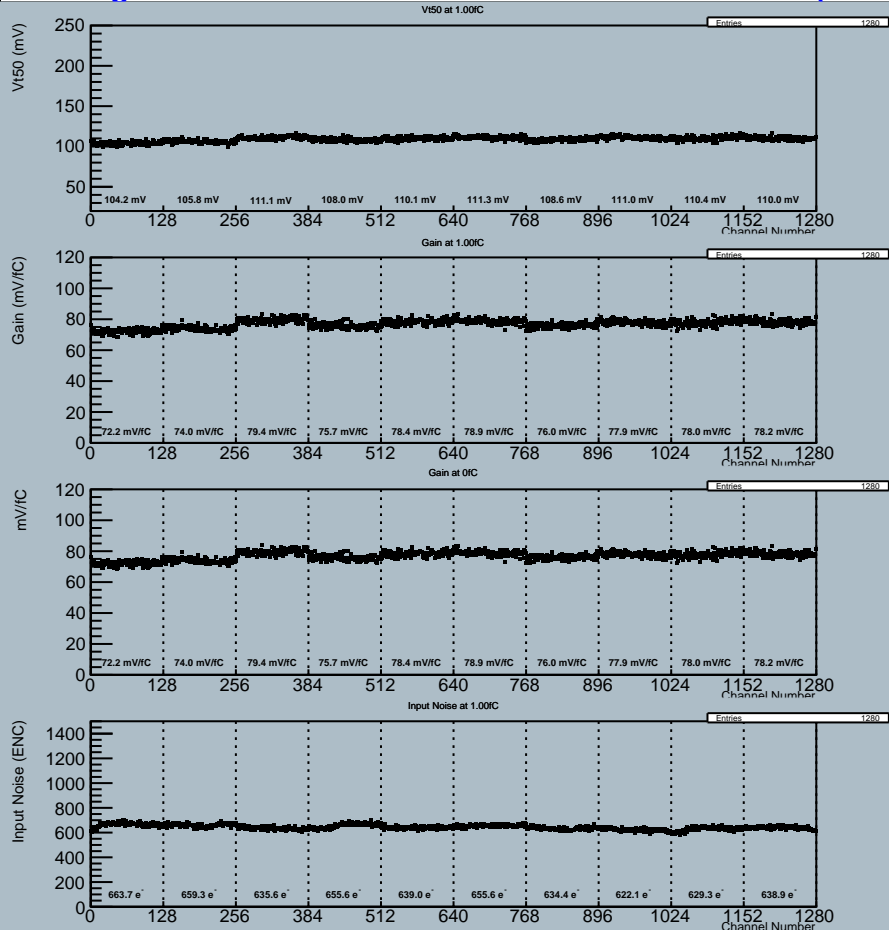 Vt50 at 1.00fC
Entries 1280
Vt50 (mV)
250
200
150
100
50
104.2 mV 105.8 mV 111.1 mV 108.0 mV 110.1 mV 111.3 mV 108.6 mV 111.0 mV 110.4 mV 110.0 mV
0 128 256 384 512 640 768 896 1024 1152 1280
Channel Number
Gain at 1.00fC
Entries 1280
Gain (mV/fC)
120
100
80
60
40
20
0
72.2 mV/fC 74.0 mV/fC 79.4 mV/fC 75.7 mV/fC 78.4 mV/fC 78.9 mV/fC 76.0 mV/fC 77.9 mV/fC 78.0 mV/fC 78.2 mV/fC
0 128 256 384 512 640 768 896 1024 1152 1280
Channel Number
Gain at 0fC
Entries 1280
mV/fC
120
100
80
60
40
20
0
72.2 mV/fC 74.0 mV/fC 79.4 mV/fC 75.7 mV/fC 78.4 mV/fC 78.9 mV/fC 76.0 mV/fC 77.9 mV/fC 78.0 mV/fC 78.2 mV/fC
0 128 256 384 512 640 768 896 1024 1152 1280
Channel Number
Input Noise at 1.00fC
Entries 1280
Input Noise (ENC)
1400
1200
1000
800
600
400
200
0
663.7 e⁻ 659.3 e⁻ 635.6 e⁻ 655.6 e⁻ 639.0 e⁻ 655.6 e⁻ 634.4 e⁻ 622.1 e⁻ 629.3 e⁻ 638.9 e⁻
0 128 256 384 512 640 768 896 1024 1152 1280
Channel Number